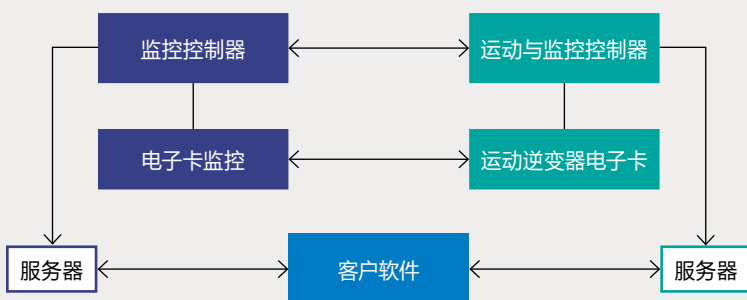 监控控制器
运动与监控控制器
电子卡监控
运动逆变器电子卡
服务器
客户软件
服务器